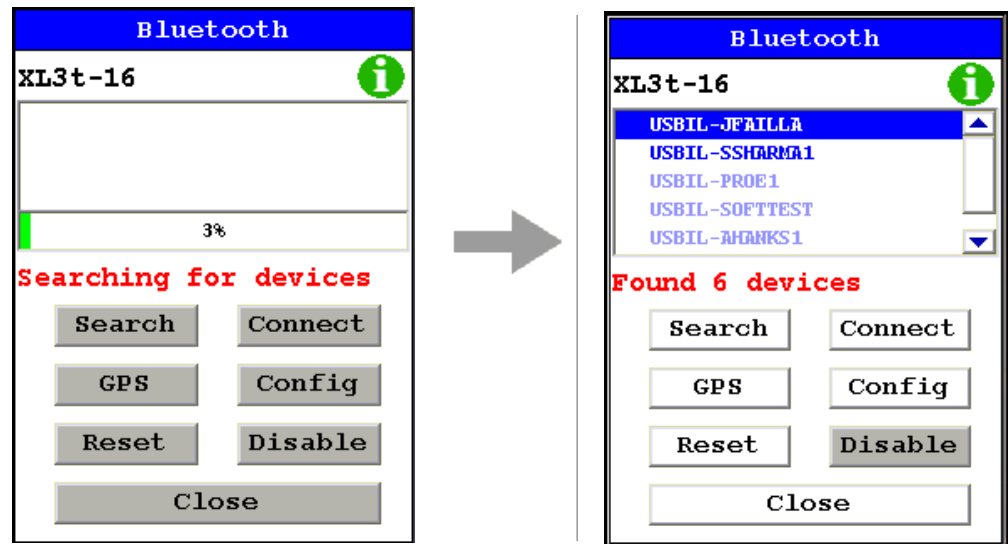 Bluetooth
XL3t-16
3%
Searching for devices
Search Connect
GPS Config
Reset Disable
Close
Bluetooth
XL3t-16
USBIL-JFAILLA
USBIL-SSHARMA1
USBIL-PROE1
USBIL-SOFTTEST
USBIL-AHANKS1
Found 6 devices
Search Connect
GPS Config
Reset Disable
Close